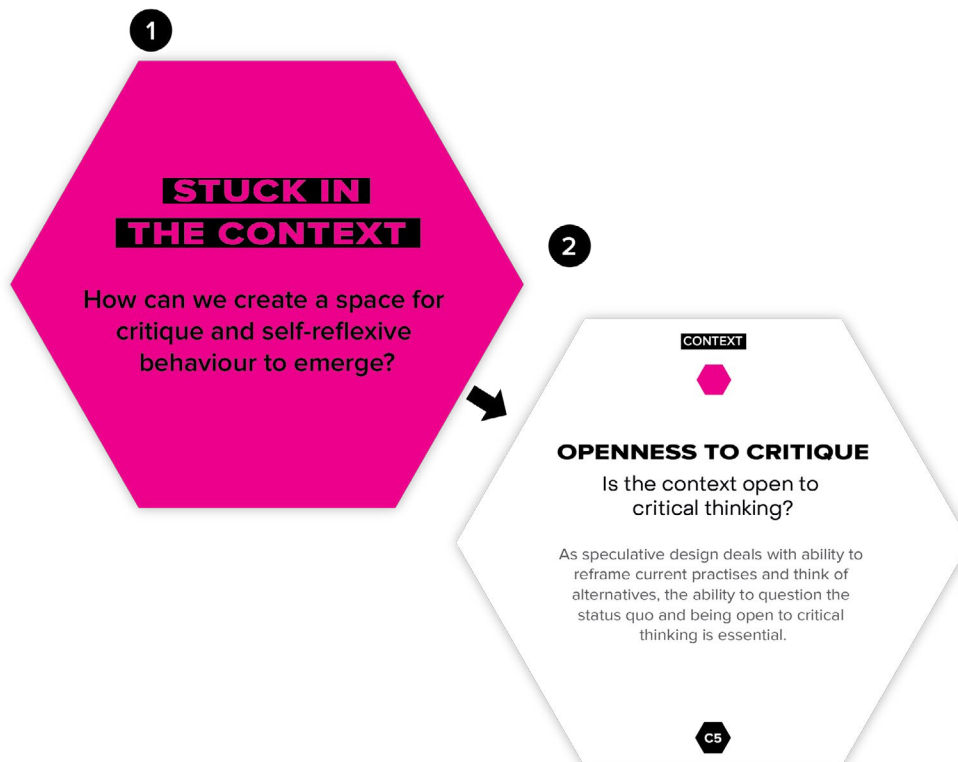 1
STUCK IN
THE CONTEXT
How can we create a space for
critique and self-reflexive
behaviour to emerge?
2
CONTEXT
OPENNESS TO CRITIQUE
Is the context open to
critical thinking?
As speculative design deals with ability to
reframe current practises and think of
alternatives, the ability to question the
status quo and being open to critical
thinking is essential.
C5